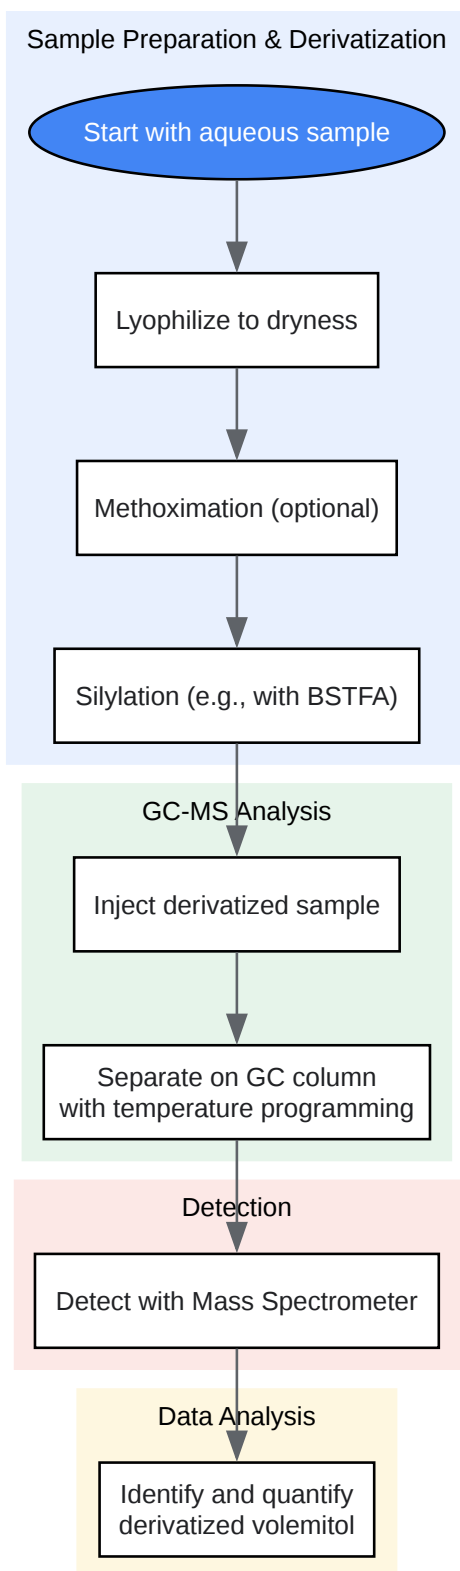 Sample Preparation & Derivatization
Start with aqueous sample
Lyophilize to dryness
Methoximation (optional)
Silylation (e.g., with BSTFA)
GC-MS Analysis
Inject derivatized sample
Separate on GC column
with temperature programming
Detection
Detect with Mass Spectrometer
Data Analysis
Identify and quantify
derivatized volemitol